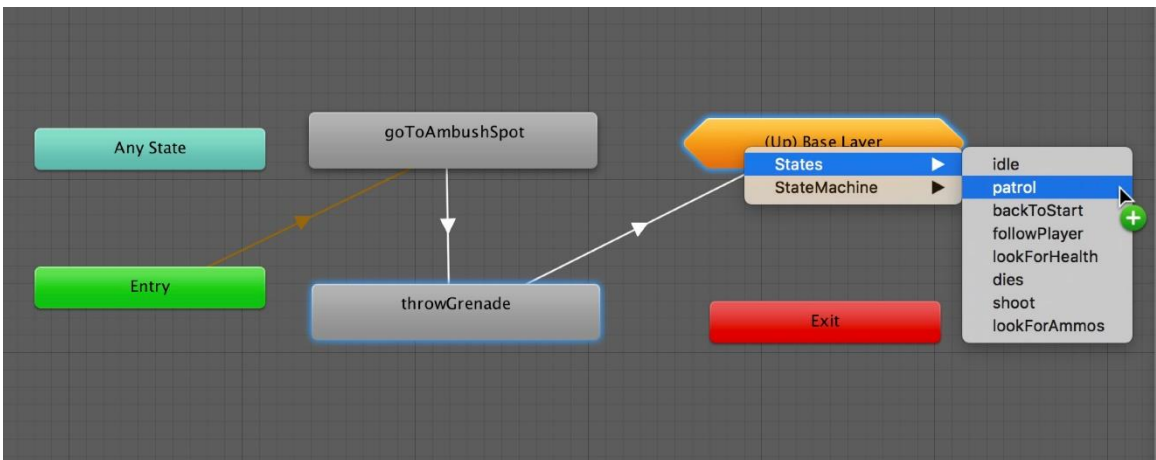 Any State
goToAmbushSpot
(Up) Base Layer
States
StateMachine
idle
patrol
backToStart
followPlayer
lookForHealth
dies
shoot
lookForAmmos
Entry
throwGrenade
Exit